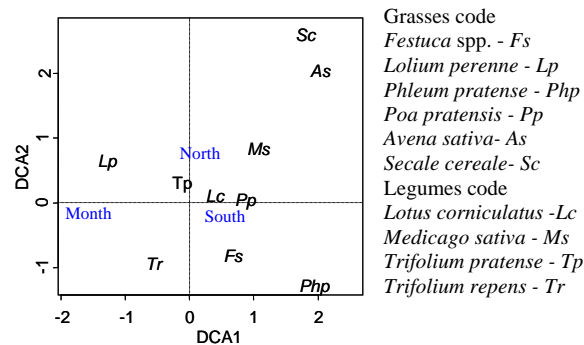 Sc
As
2
DCA2
1
Ms
North
Lp
Tp
Lc
Pp
0
Month
South
Fs
Tr
-1
Php
-2 -1 0 1 2
DCA1
Grasses code
Festuca spp. - Fs
Lolium perenne - Lp
Phleum pratense - Php
Poa pratensis - Pp
Avena sativa- As
Secale cereale- Sc
Legumes code
Lotus corniculatus -Lc
Medicago sativa - Ms
Trifolium pratense - Tp
Trifolium repens - Tr